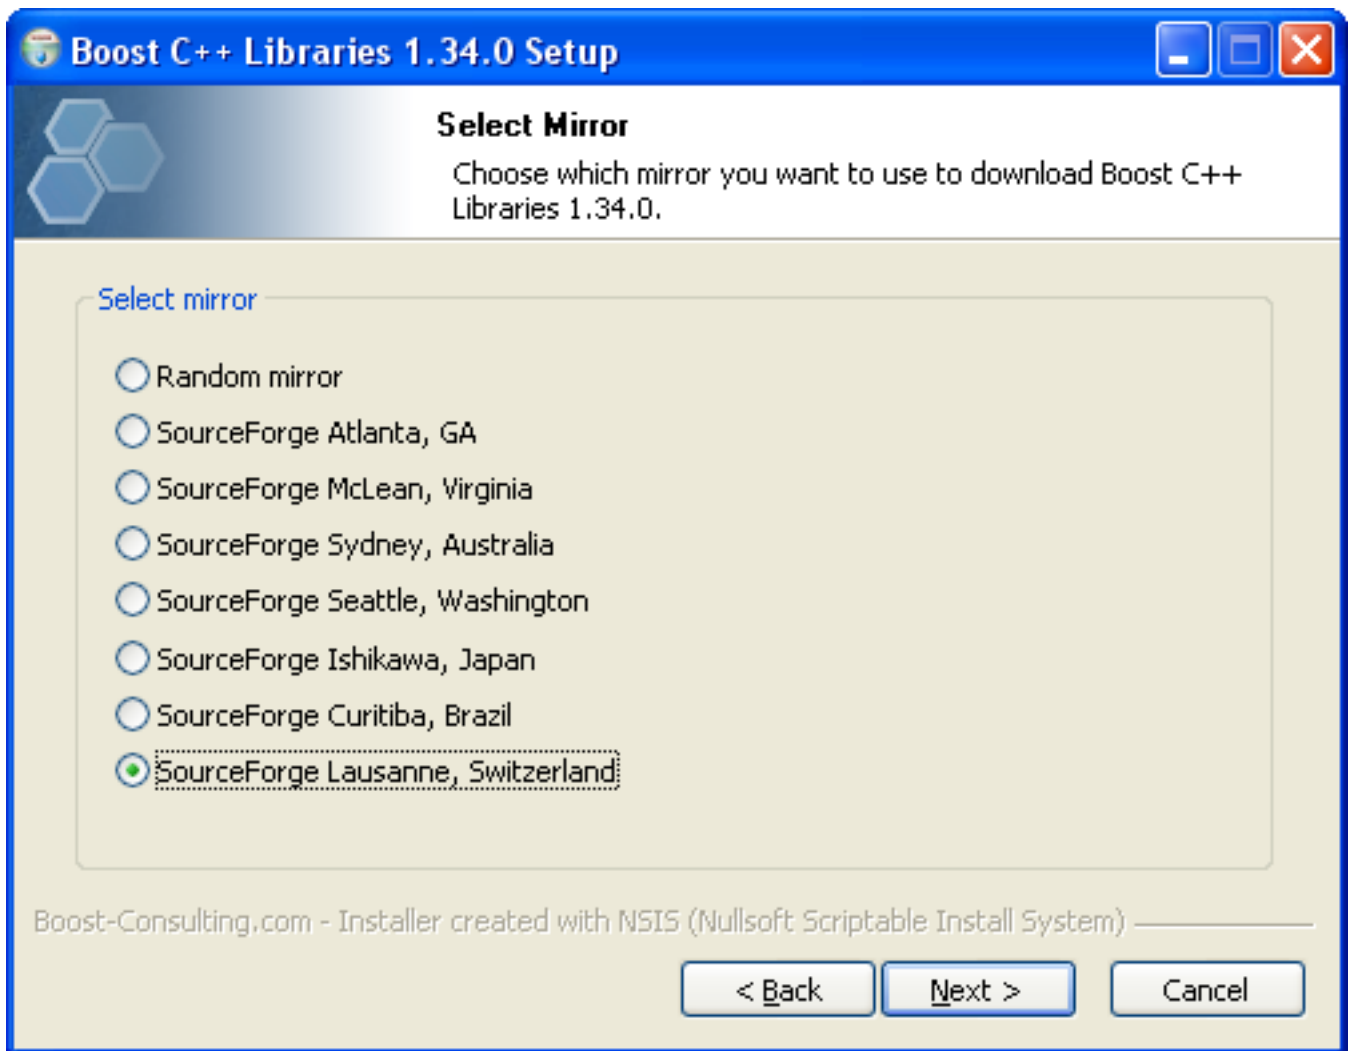 Boost C++ Libraries 1.34.0 Setup
Select Mirror
Choose which mirror you want to use to download Boost C++
Libraries 1.34.0.
Select mirror
Random mirror
SourceForge Atlanta, GA
SourceForge McLean, Virginia
SourceForge Sydney, Australia
SourceForge Seattle, Washington
SourceForge Ishikawa, Japan
SourceForge Curitiba, Brazil
SourceForge Lausanne, Switzerland
Boost-Consulting.com - Installer created with NSIS (Nullsoft Scriptable Install System)
< Back Next > Cancel